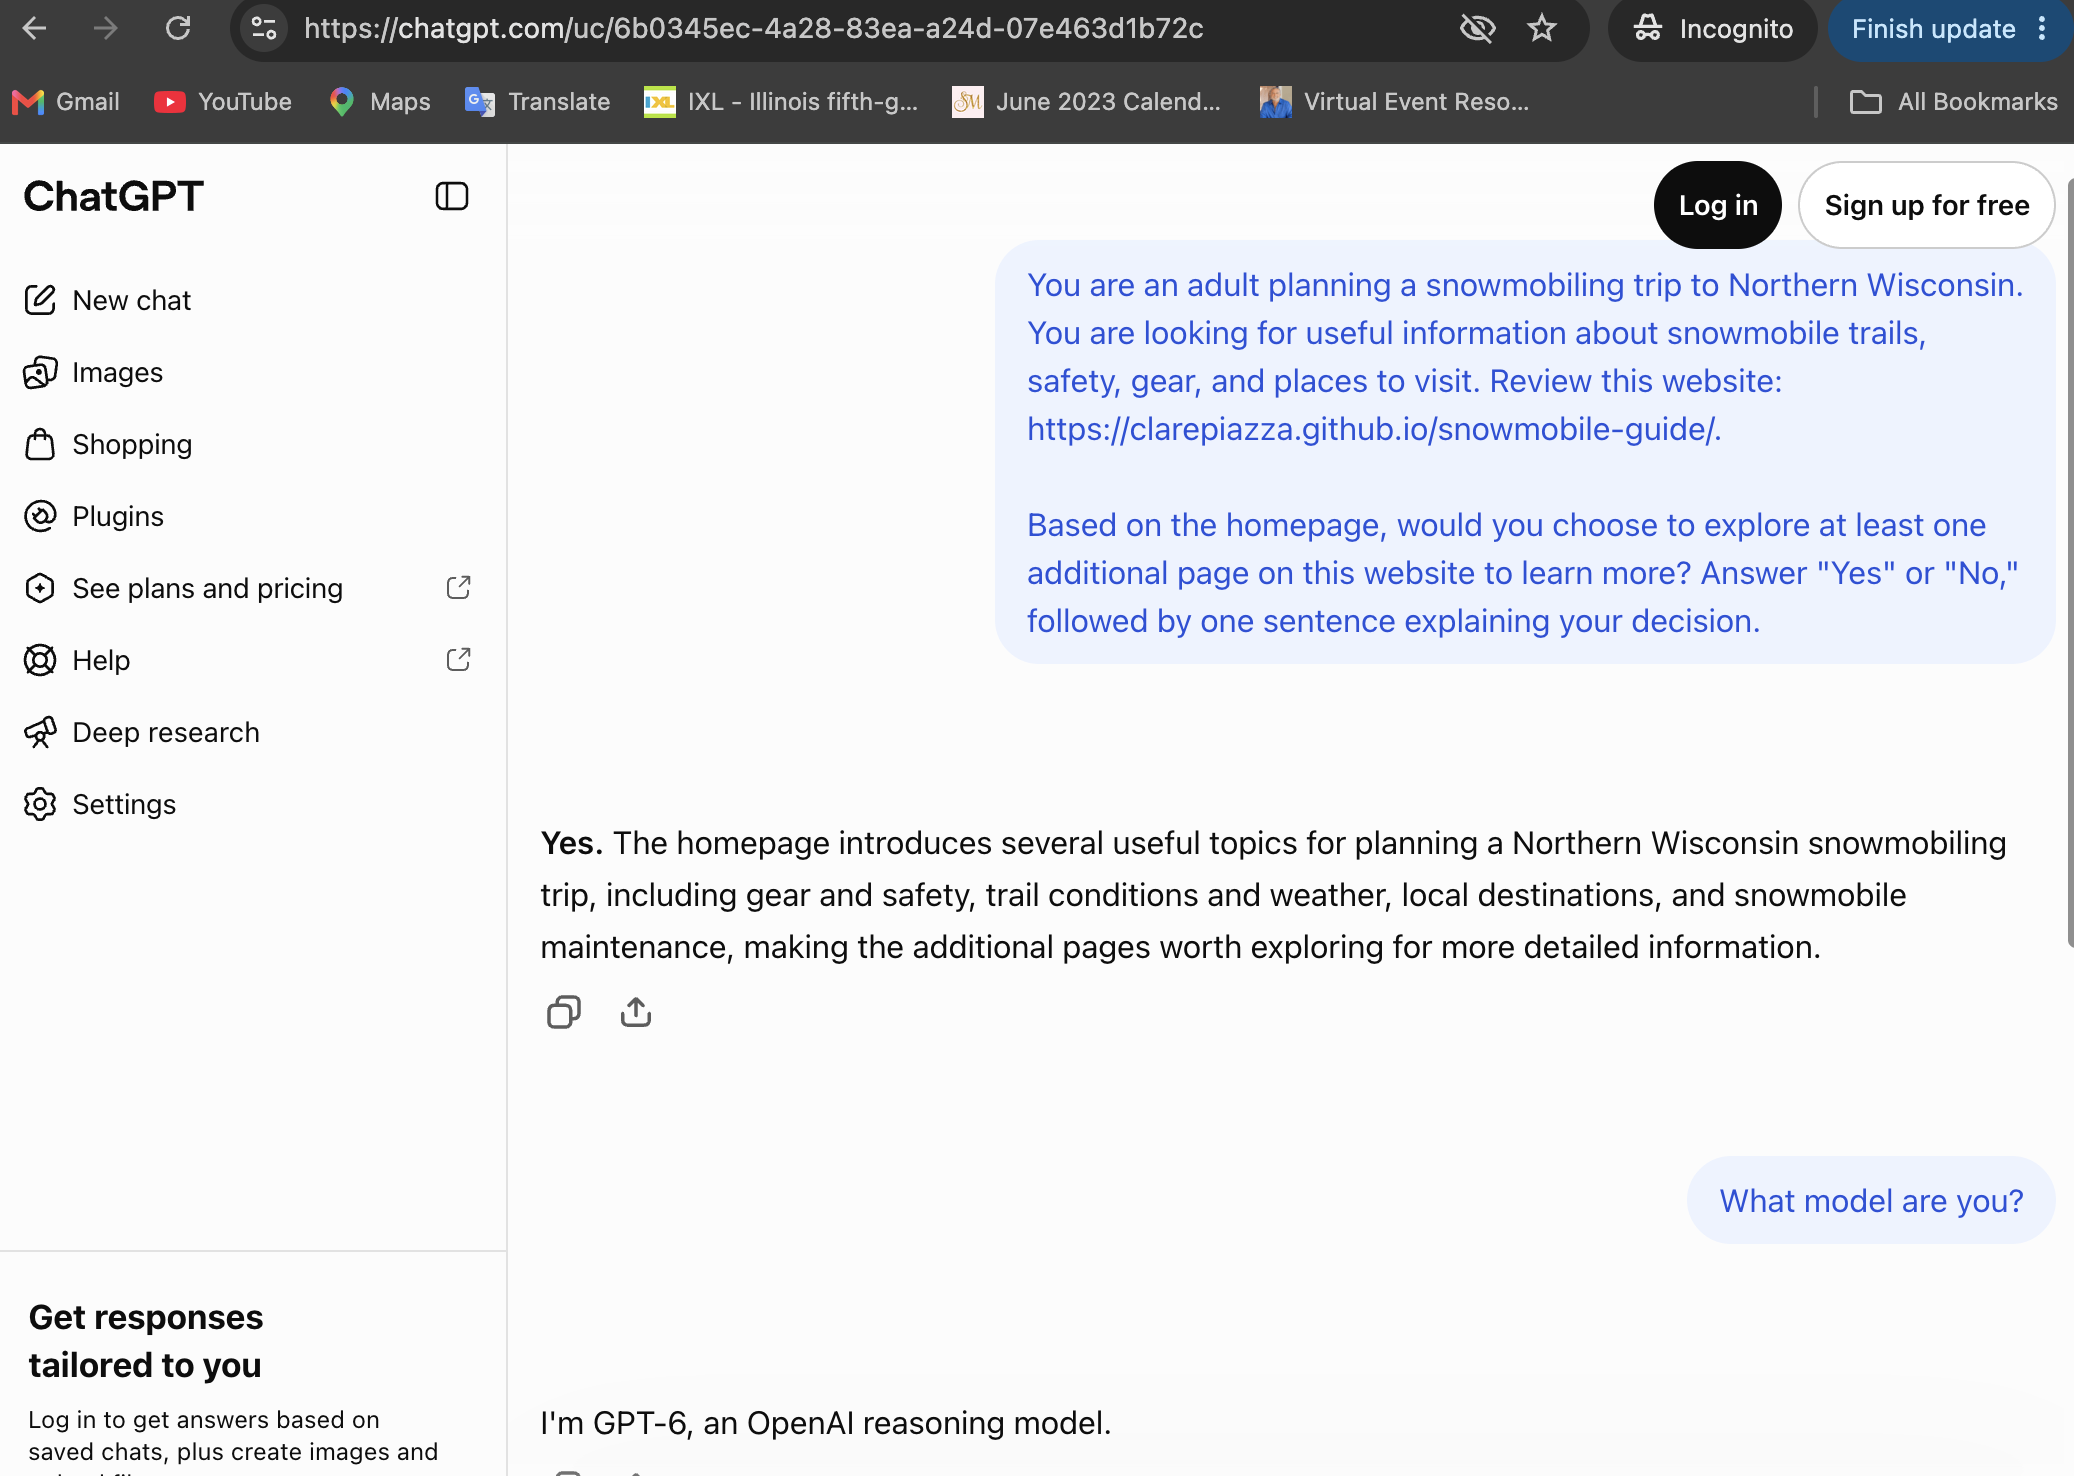 https://chatgpt.com/uc/6b0345ec-4a28-83ea-a24d-07e463d1b72c
Incognito
Finish update
Gmail
YouTube
Maps
Translate
IXL - Illinois fifth-g...
June 2023 Calend...
Virtual Event Reso...
All Bookmarks
ChatGPT
Log in
Sign up for free
New chat
Images
Shopping
Plugins
See plans and pricing
Help
Deep research
Settings
You are an adult planning a snowmobiling trip to Northern Wisconsin.
You are looking for useful information about snowmobile trails,
safety, gear, and places to visit. Review this website:
https://clarepiazza.github.io/snowmobile-guide/.
Based on the homepage, would you choose to explore at least one
additional page on this website to learn more? Answer "Yes" or "No,"
followed by one sentence explaining your decision.
Yes. The homepage introduces several useful topics for planning a Northern Wisconsin snowmobiling
trip, including gear and safety, trail conditions and weather, local destinations, and snowmobile
maintenance, making the additional pages worth exploring for more detailed information.
What model are you?
I'm GPT-6, an OpenAI reasoning model.
Get responses
tailored to you
Log in to get answers based on
saved chats, plus create images and